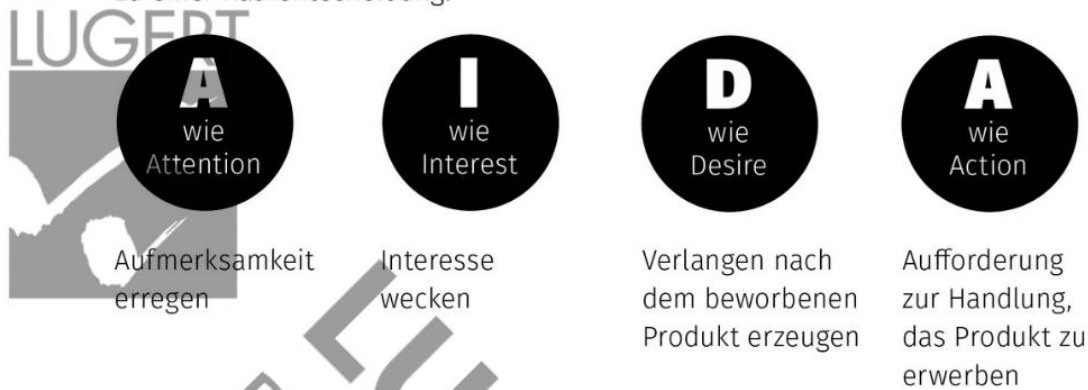 LUGERT
A
wie
Attention
I
wie
Interest
D
wie
Desire
A
wie
Action
Aufmerksamkeit
erregen
Interesse
wecken
Verlangen nach
dem beworbenen
Produkt erzeugen
Aufforderung
zur Handlung,
das Produkt zu
erwerben
LU